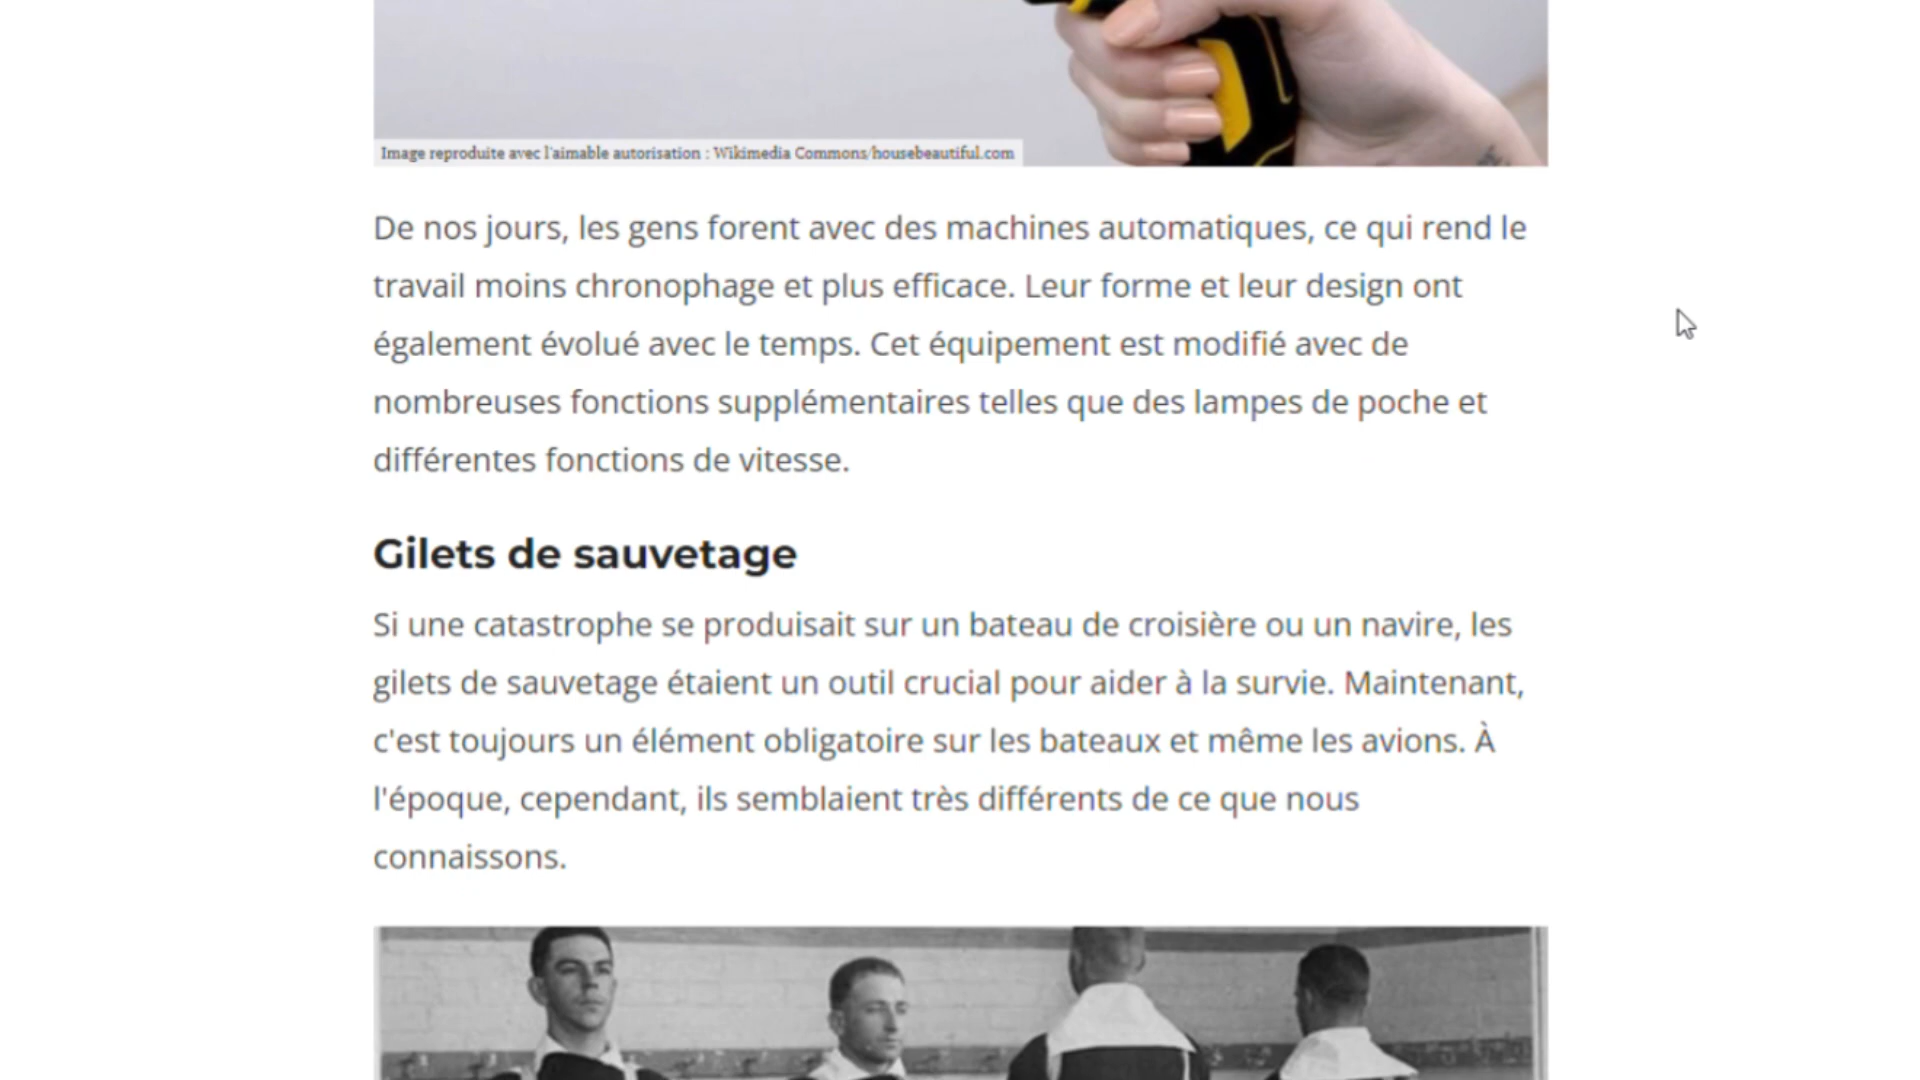 Image reproduite avec l'aimable autorisation : Wikimedia Commons/housebeautiful.com
De nos jours, les gens forent avec des machines automatiques, ce qui rend le
travail moins chronophage et plus efficace. Leur forme et leur design ont
également évolué avec le temps. Cet équipement est modifié avec de
nombreuses fonctions supplémentaires telles que des lampes de poche et
différentes fonctions de vitesse.
Gilets de sauvetage
Si une catastrophe se produisait sur un bateau de croisière ou un navire, les
gilets de sauvetage étaient un outil crucial pour aider à la survie. Maintenant,
c'est toujours un élément obligatoire sur les bateaux et même les avions. À
l'époque, cependant, ils semblaient très différents de ce que nous
connaissons.